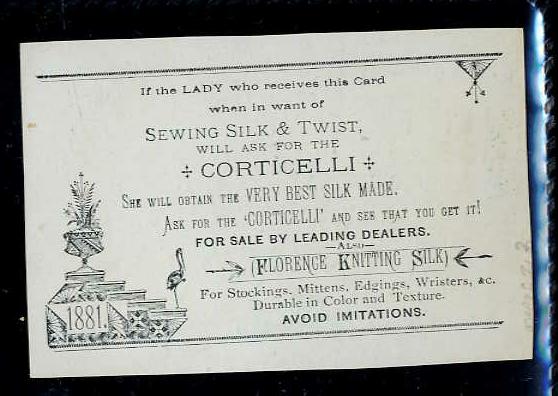 If the LADY who receives this Card
when in want of
SEWING SILK & TWIST,
WILL ASK FOR THE
CORTICELLI
SHE WILL OBTAIN THE VERY BEST SILK MADE.
ASK FOR THE 'CORTICELLI' AND SEE THAT YOU GET IT!
FOR SALE BY LEADING DEALERS.
—ALSO—
(FLORENCE KNITTING SILK)
For Stockings, Mittens, Edgings, Wristers, &c.
Durable in Color and Texture.
AVOID IMITATIONS.
1881.